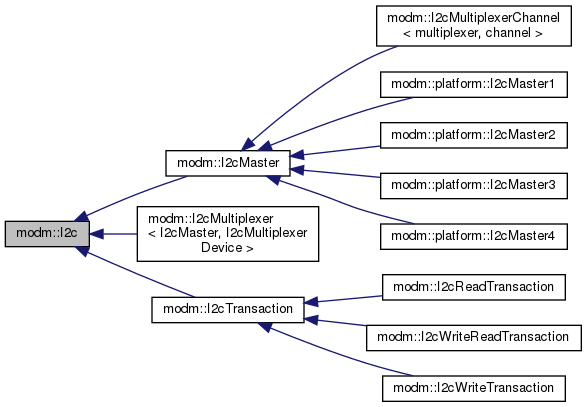 modm::I2cMultiplexerChannel
< multiplexer, channel >
modm::platform::I2cMaster1
modm::platform::I2cMaster2
modm::I2cMaster
modm::platform::I2cMaster3
modm::I2cMultiplexer
< I2cMaster, I2cMultiplexer
Device >
modm::I2c
modm::platform::I2cMaster4
modm::I2cReadTransaction
modm::I2cTransaction
modm::I2cWriteReadTransaction
modm::I2cWriteTransaction